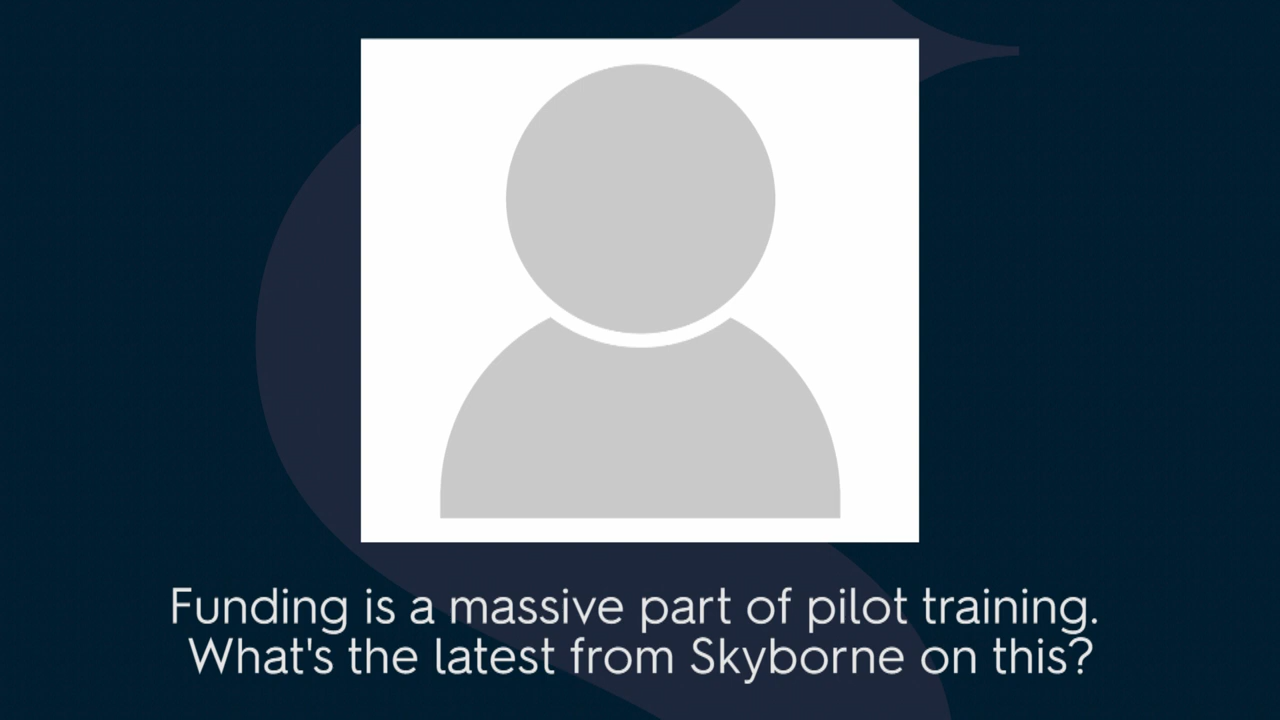 Funding is a massive part of pilot training.
What's the latest from Skyborne on this?